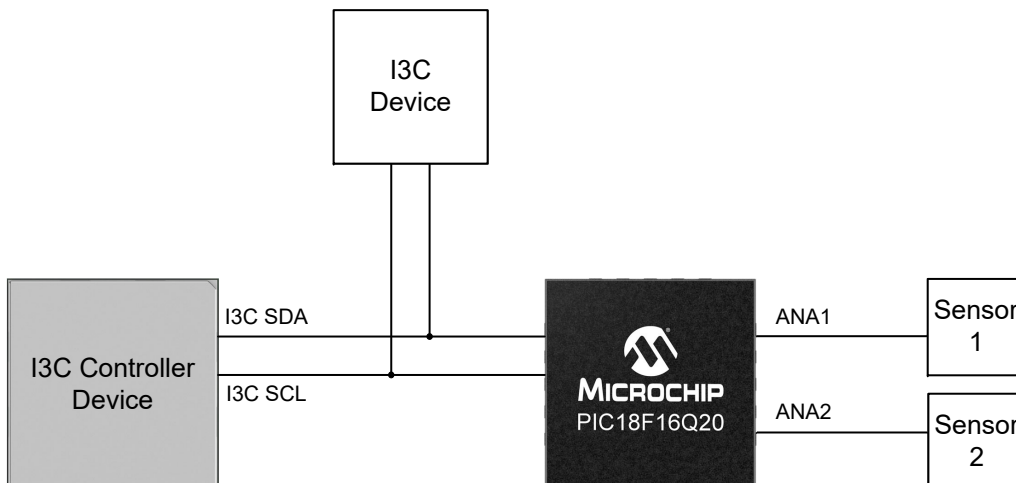 I3C
Device
I3C Controller
Device
I3C SDA
I3C SCL
®
MICROCHIP
PIC18F16Q20
ANA1
ANA2
Sensor
1
Sensor
2